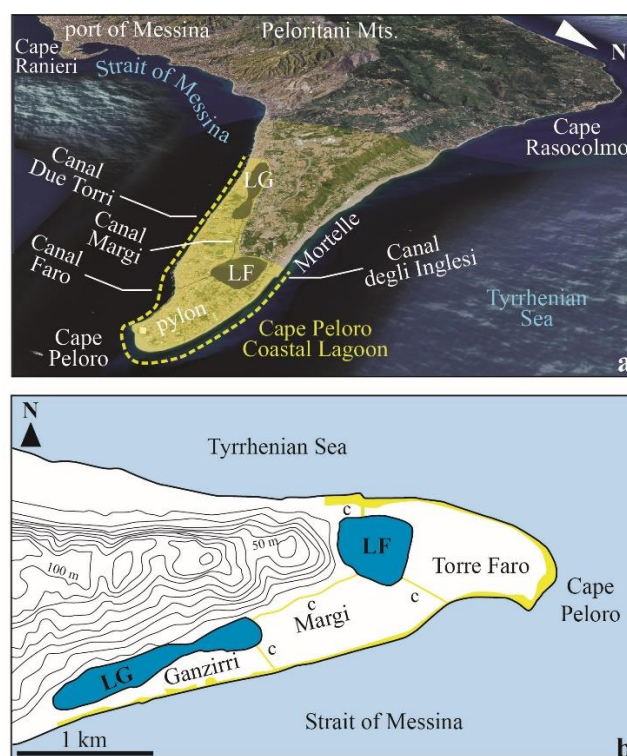 port of Messina
Peloritani Mts.
Cape
Ranieri
Strait of Messina
N
Cape
Rasocolmo
Canal
Due Torri
LG
Canal
Margi
Canal
Faro
LF
Mortelle
Canal
degli Inglesi
pylon
Tyrrhenian
Sea
Cape
Peloro
Cape Peloro
Coastal Lagoon
a
N
Tyrrhenian Sea
c
50 m
LF
100 m
Torre Faro
Cape
Peloro
c
c
Margi
c
Ganzirri
LG
Strait of Messina
1 km
b